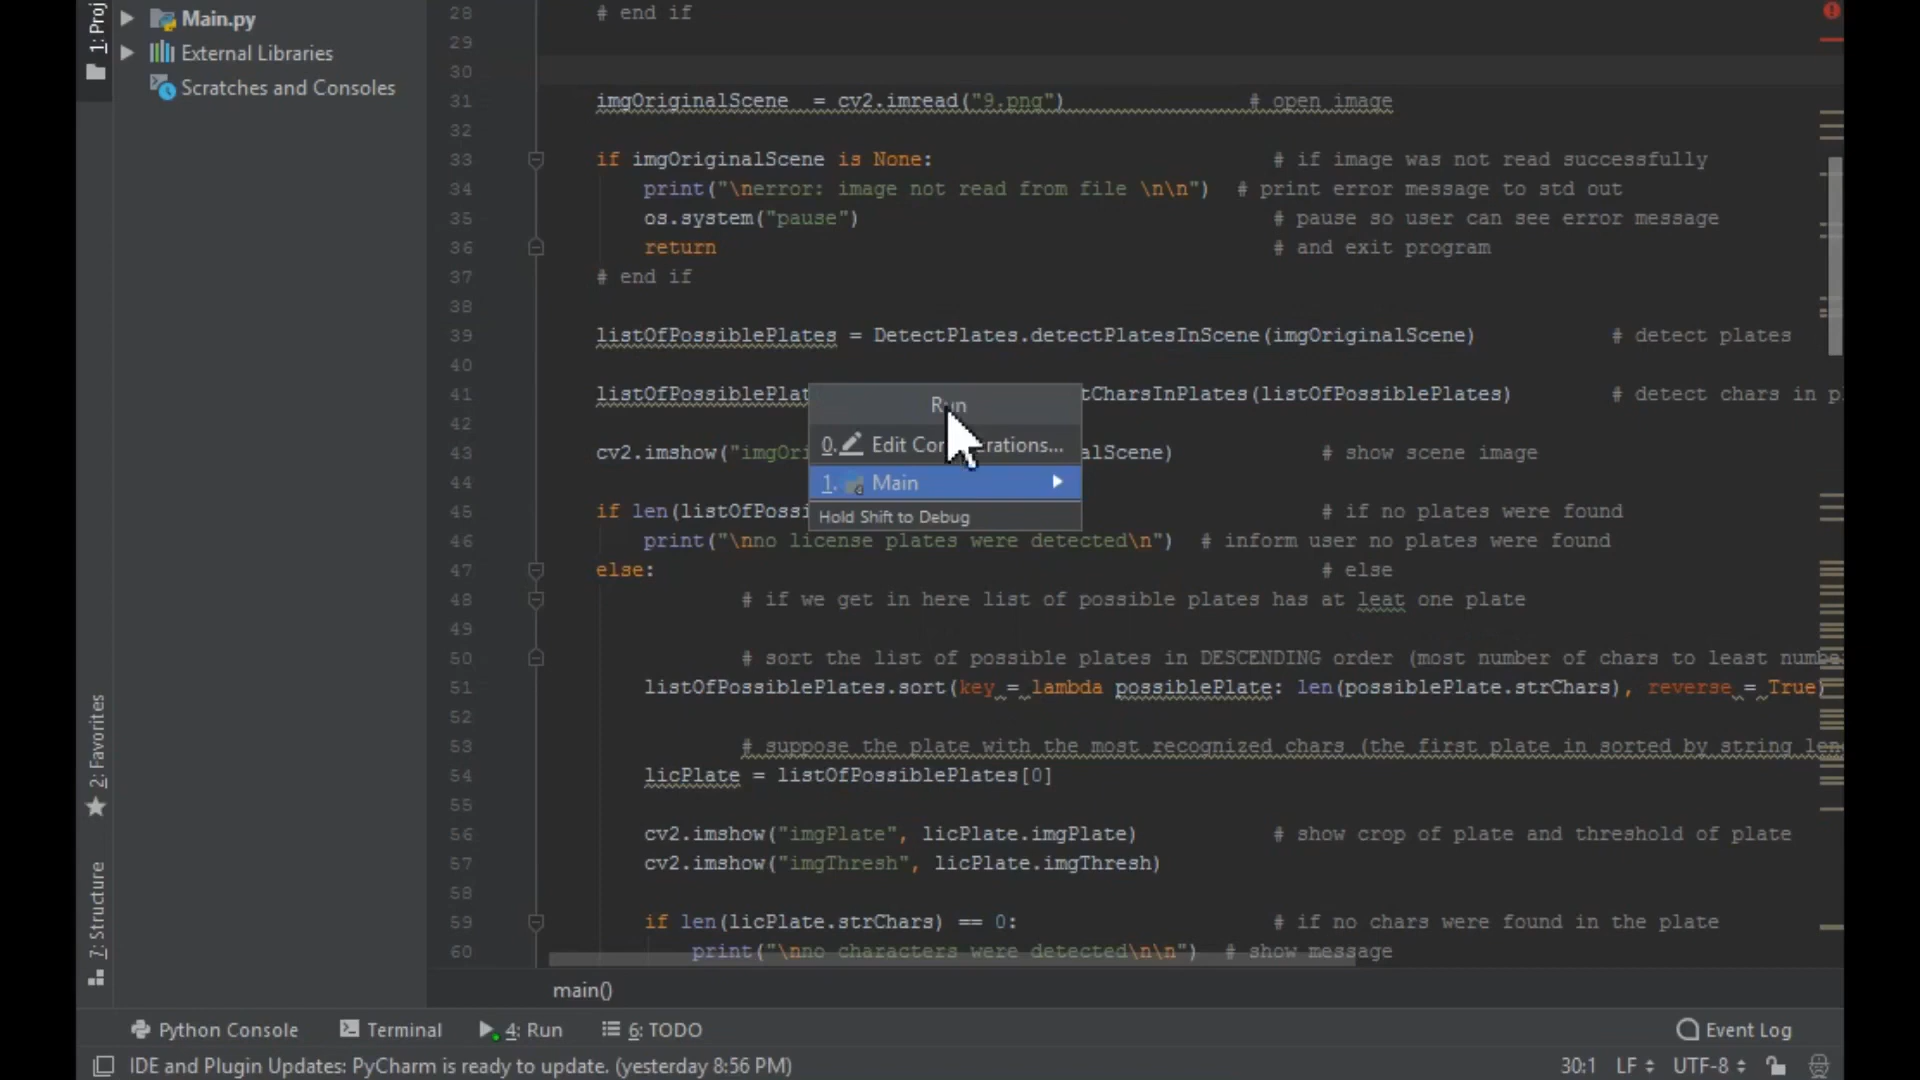 1: Proj
Main.py
External Libraries
Scratches and Consoles
2: Favorites
7: Structure
28 # end if
29
30
31 imgOriginalScene = cv2.imread("9.png") # open image
32
33 if imgOriginalScene is None: # if image was not read successfully
34 print("\nerror: image not read from file \n\n") # print error message to std out
35 os.system("pause") # pause so user can see error message
36 return # and exit program
37 # end if
38
39 listOfPossiblePlates = DetectPlates.detectPlatesInScene(imgOriginalScene) # detect plates
40
41 listOfPossiblePlat tCharsInPlates(listOfPossiblePlates) # detect chars in p
42
43 cv2.imshow("imgOri alScene) # show scene image
44
45 if len(listOfPossi # if no plates were found
46 print("\nno license plates were detected\n") # inform user no plates were found
47 else: # else
48 # if we get in here list of possible plates has at leat one plate
49
50 # sort the list of possible plates in DESCENDING order (most number of chars to least numbe
51 listOfPossiblePlates.sort(key = lambda possiblePlate: len(possiblePlate.strChars), reverse = True)
52
53 # suppose the plate with the most recognized chars (the first plate in sorted by string len
54 licPlate = listOfPossiblePlates[0]
55
56 cv2.imshow("imgPlate", licPlate.imgPlate) # show crop of plate and threshold of plate
57 cv2.imshow("imgThresh", licPlate.imgThresh)
58
59 if len(licPlate.strChars) == 0: # if no chars were found in the plate
60 print("\nno characters were detected\n\n") # show message
Run
0. Edit Co erations...
1. Main
Hold Shift to Debug
main()
Python Console Terminal 4: Run 6: TODO Event Log
IDE and Plugin Updates: PyCharm is ready to update. (yesterday 8:56 PM) 30:1 LF UTF-8